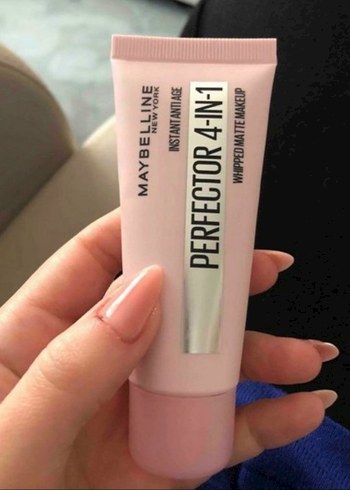 MAYBELLINE
NEW YORK
INSTANT ANTI AGE
PERFECTOR 4-IN-1
WHIPPED MATTE MAKEUP